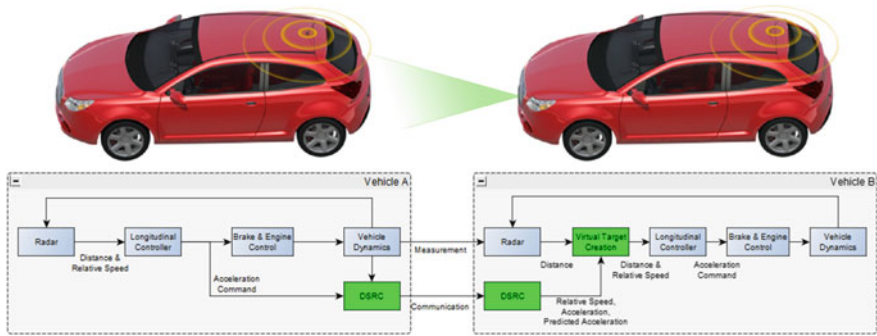 Vehicle A
Radar
Longitudinal
Controller
Brake & Engine
Control
Vehicle
Dynamics
Distance &
Relative Speed
Acceleration
Command
DSRC
Measurement
Communication
Vehicle B
Radar
Virtual Target
Creation
Longitudinal
Controller
Brake & Engine
Control
Vehicle
Dynamics
Distance
Distance &
Relative Speed
Acceleration
Command
DSRC
Relative Speed,
Acceleration,
Predicted Acceleration